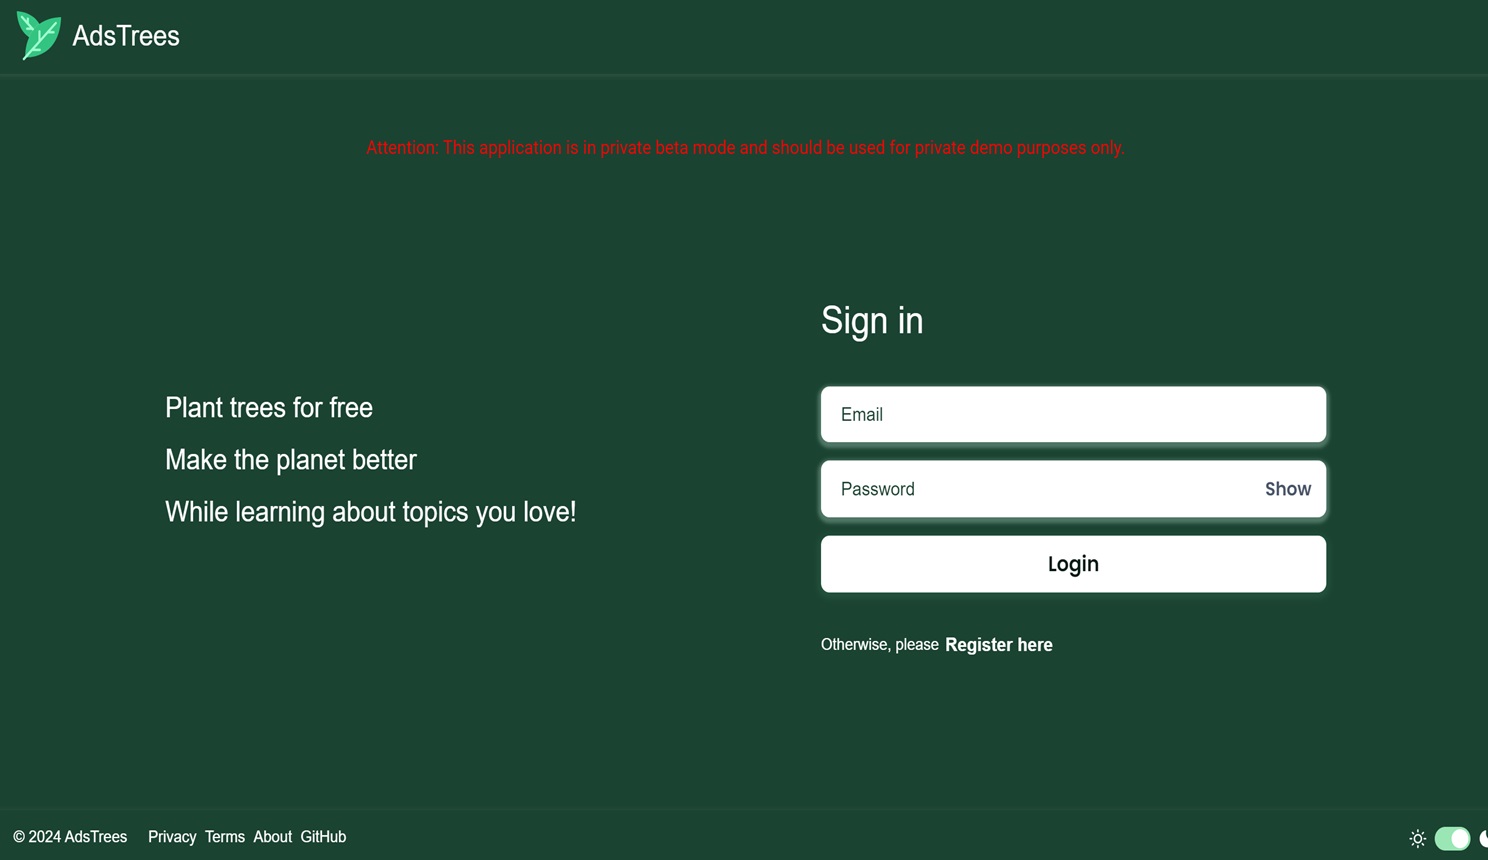 AdsTrees
Attention: This application is in private beta mode and should be used for private demo purposes only.
Plant trees for free
Make the planet better
While learning about topics you love!
Sign in
Email
Password Show
Login
Otherwise, please Register here
© 2024 AdsTrees Privacy Terms About GitHub